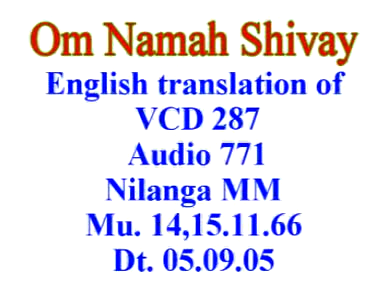 Om Namah Shivay
English translation of
VCD 287
Audio 771
Nilanga MM
Mu. 14,15.11.66
Dt. 05.09.05